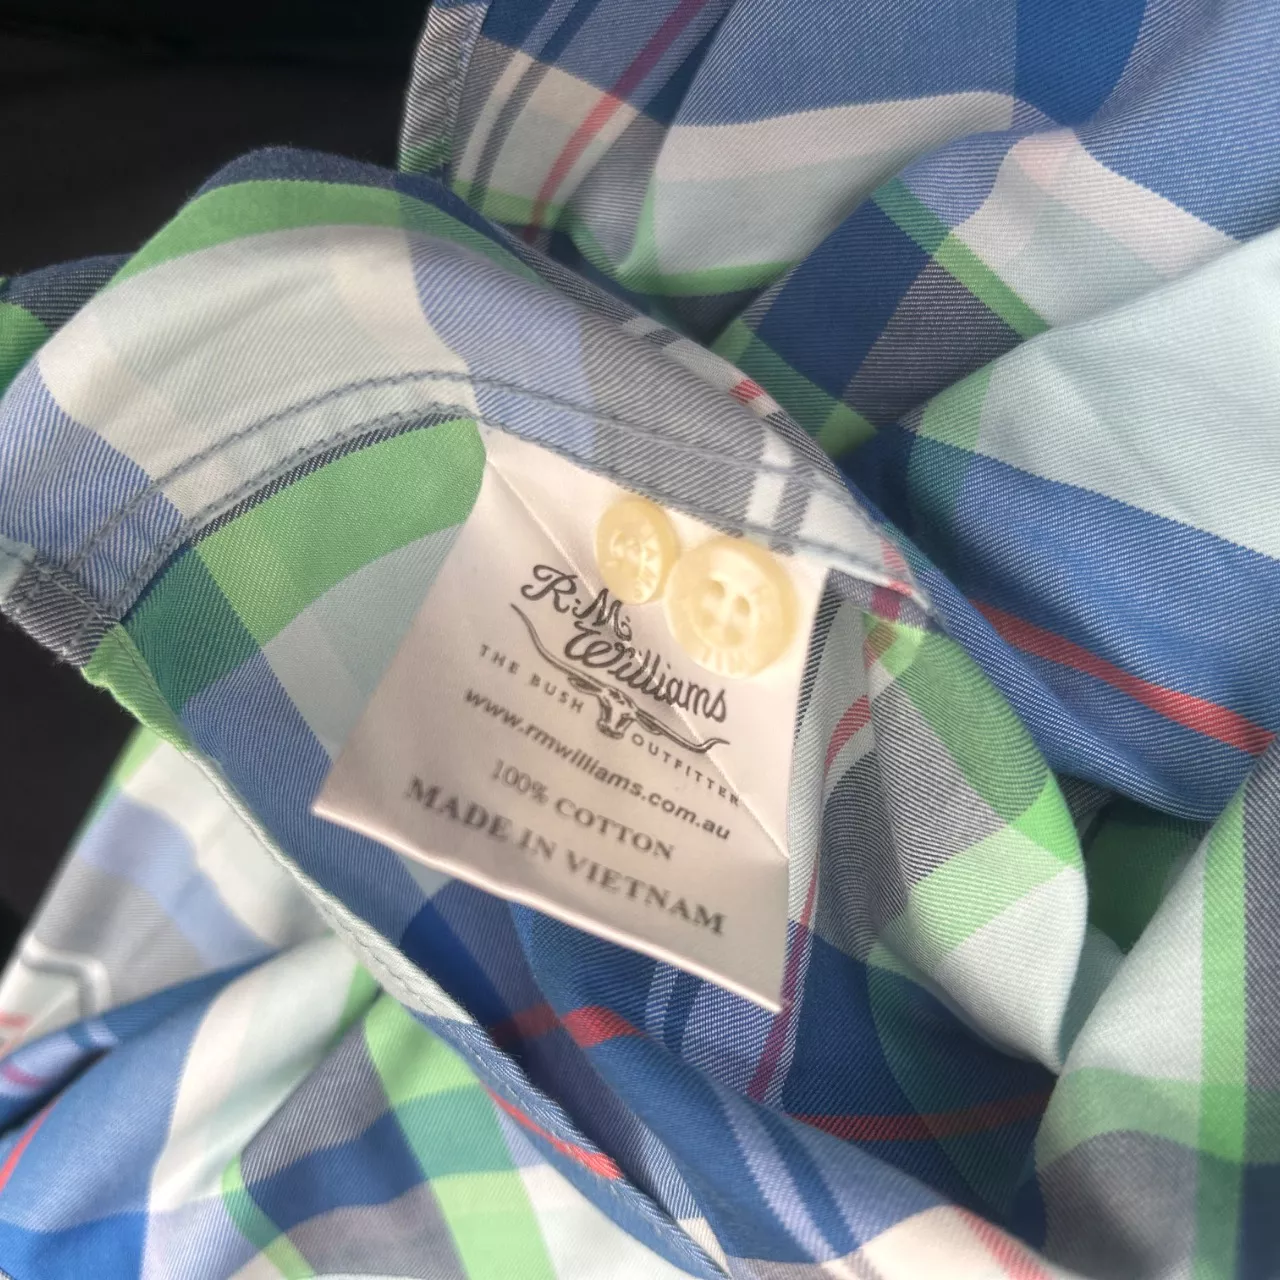 R.M.
Williams
THE BUSH OUTFITTER
www.rmwilliams.com.au
100% COTTON
MADE IN VIETNAM